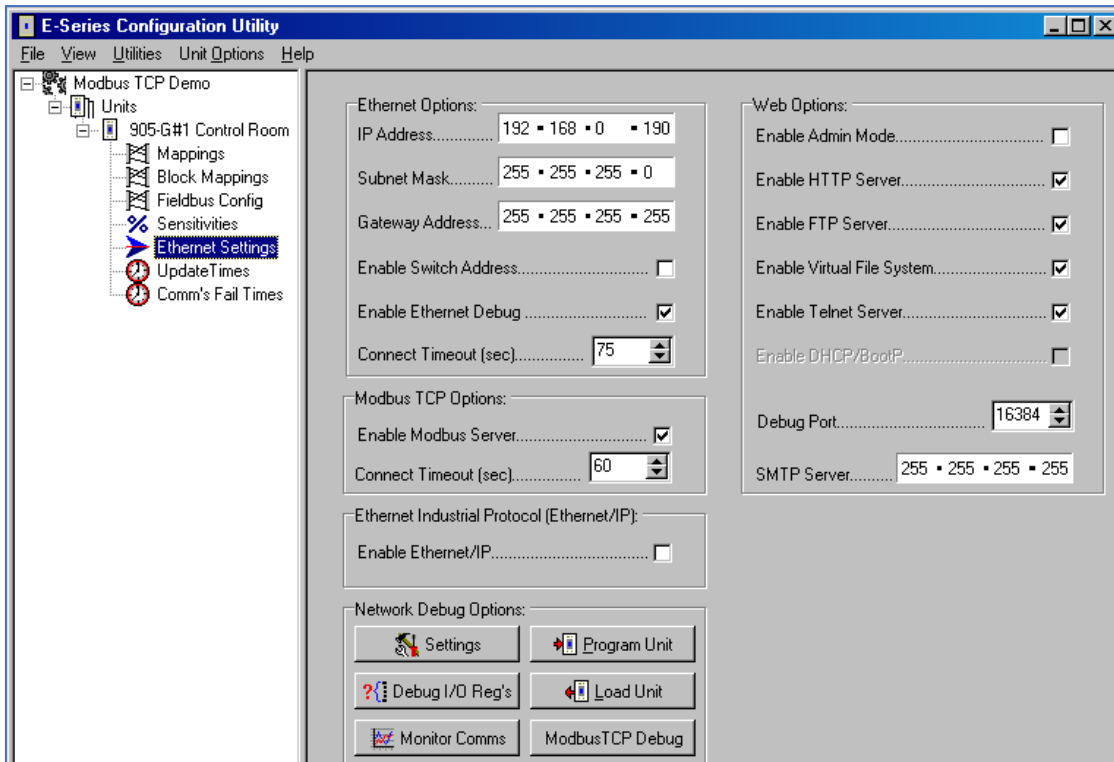 E-Series Configuration Utility
File View Utilities Unit Options Help
Modbus TCP Demo
Units
905-G#1 Control Room
Mappings
Block Mappings
Fieldbus Config
Sensitivities
Ethernet Settings
UpdateTimes
Comm's Fail Times
Ethernet Options:
IP Address............. 192 ▪ 168 ▪ 0 ▪ 190
Subnet Mask......... 255 ▪ 255 ▪ 255 ▪ 0
Gateway Address... 255 ▪ 255 ▪ 255 ▪ 255
Enable Switch Address..........................
Enable Ethernet Debug ..........................
Connect Timeout (sec)............... 75
Modbus TCP Options:
Enable Modbus Server..........................
Connect Timeout (sec)............... 60
Ethernet Industrial Protocol (Ethernet/IP):
Enable Ethernet/IP................................
Network Debug Options:
Settings
Program Unit
?{ Debug I/O Reg's
Load Unit
Monitor Comms
ModbusTCP Debug
Web Options:
Enable Admin Mode..................................
Enable HTTP Server.................................
Enable FTP Server...................................
Enable Virtual File System..........................
Enable Telnet Server................................
Enable DHCP/BootP................................
Debug Port................................ 16384
SMTP Server......... 255 ▪ 255 ▪ 255 ▪ 255